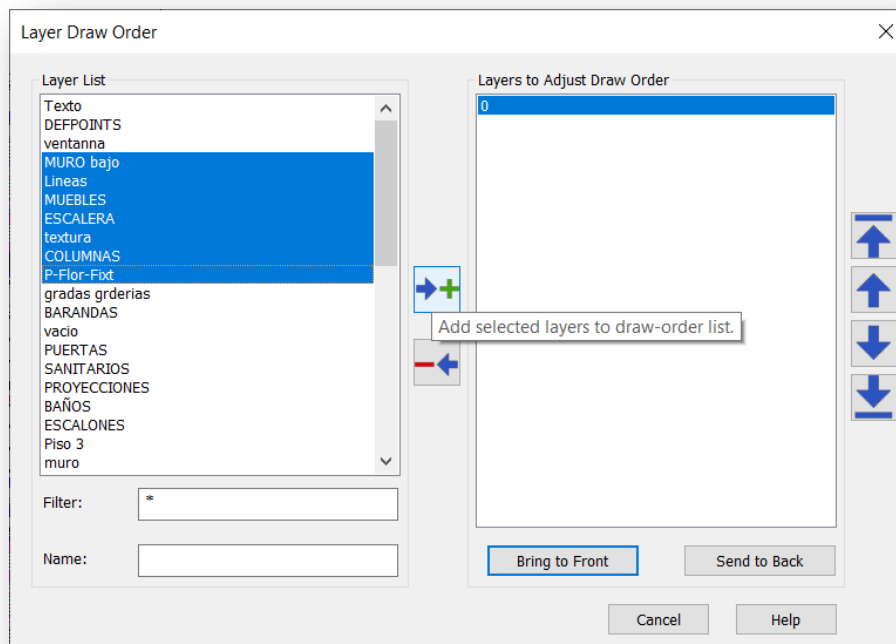 Layer Draw Order
Layer List
Texto
DEFPOINTS
ventanna
MURO bajo
Lineas
MUEBLES
ESCALERA
textura
COLUMNAS
P-Flor-Fixt
gradas grderias
BARANDAS
vacio
PUERTAS
SANITARIOS
PROYECCIONES
BAÑOS
ESCALONES
Piso 3
muro
Filter:
*
Name:
Add selected layers to draw-order list.
Layers to Adjust Draw Order
0
Bring to Front
Send to Back
Cancel
Help